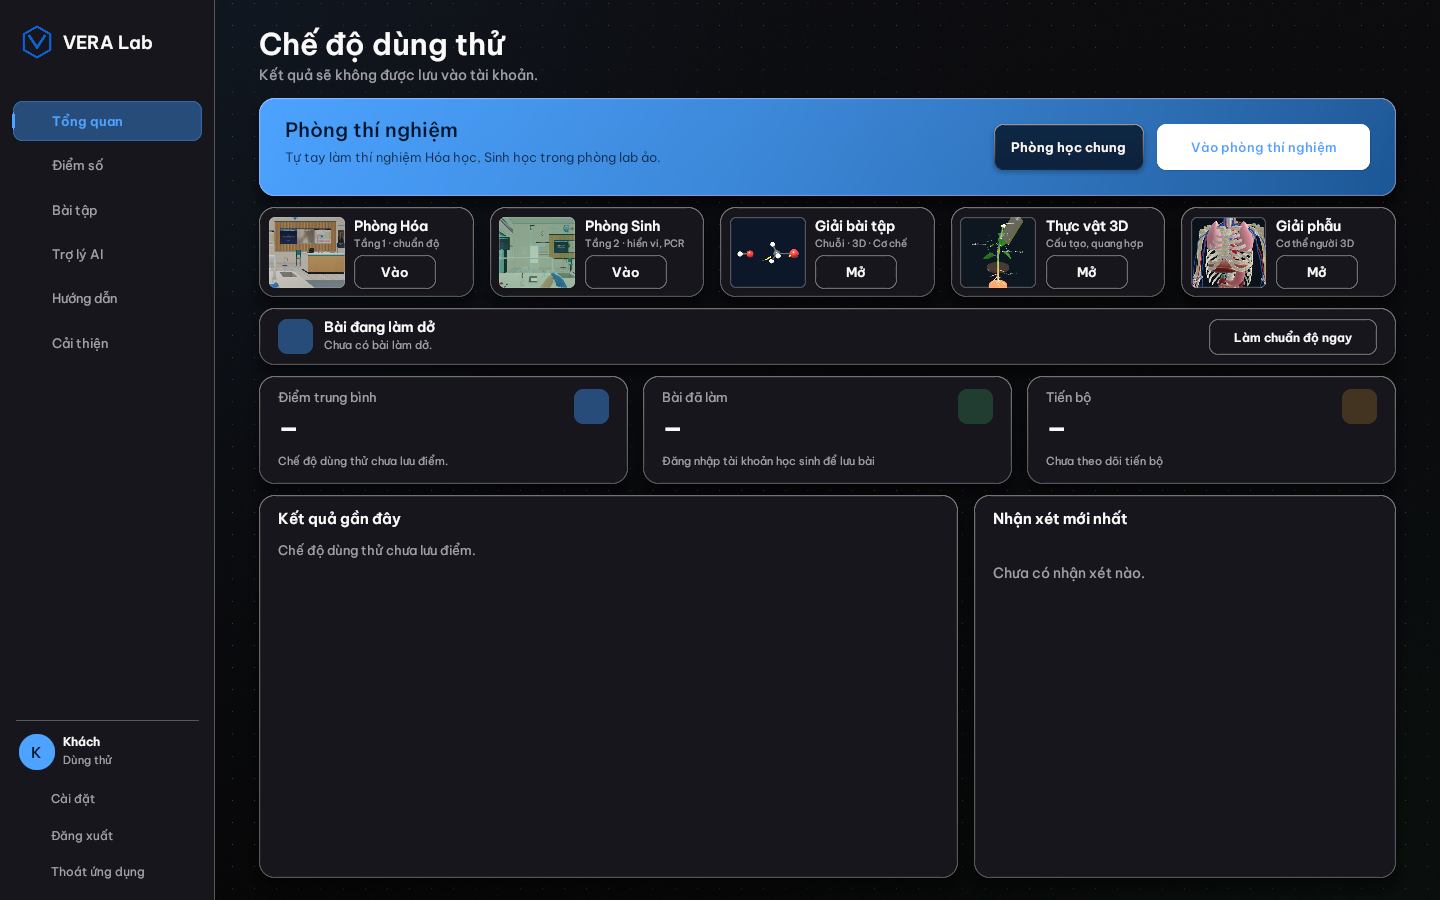 VERA Lab
Tổng quan
Điểm số
Bài tập
Trợ lý AI
Hướng dẫn
Cải thiện
K
Khách
Dùng thử
Cài đặt
Đăng xuất
Thoát ứng dụng
Chế độ dùng thử
Kết quả sẽ không được lưu vào tài khoản.
Phòng thí nghiệm
Tự tay làm thí nghiệm Hóa học, Sinh học trong phòng lab ảo.
Phòng học chung
Vào phòng thí nghiệm
Phòng Hóa
Tầng 1 · chuẩn độ
Vào
Phòng Sinh
Tầng 2 · hiển vi, PCR
Vào
Giải bài tập
Chuỗi · 3D · Cơ chế
Mở
Thực vật 3D
Cấu tạo, quang hợp
Mở
Giải phẫu
Cơ thể người 3D
Mở
Bài đang làm dở
Chưa có bài làm dở.
Làm chuẩn độ ngay
Điểm trung bình
–
Chế độ dùng thử chưa lưu điểm.
Bài đã làm
–
Đăng nhập tài khoản học sinh để lưu bài
Tiến bộ
–
Chưa theo dõi tiến bộ
Kết quả gần đây
Chế độ dùng thử chưa lưu điểm.
Nhận xét mới nhất
Chưa có nhận xét nào.